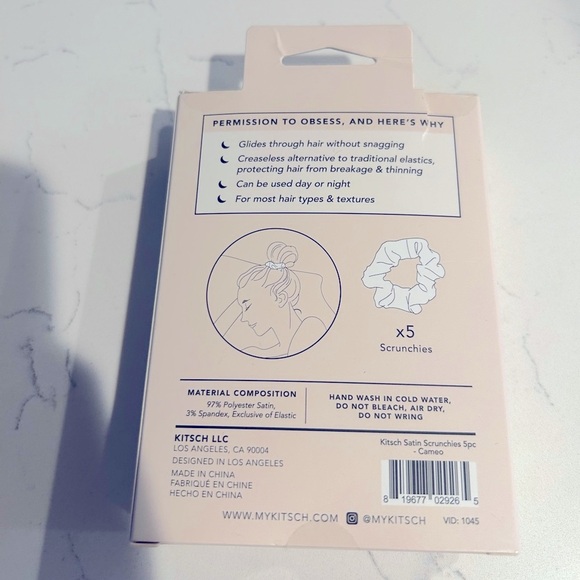 PERMISSION TO OBSESS, AND HERE'S WHY
Glides through hair without snagging
Creaseless alternative to traditional elastics,
protecting hair from breakage & thinning
Can be used day or night
For most hair types & textures
x5
Scrunchies
MATERIAL COMPOSITION
97% Polyester Satin,
3% Spandex, Exclusive of Elastic
HAND WASH IN COLD WATER,
DO NOT BLEACH, AIR DRY,
DO NOT WRING
KITSCH LLC
LOS ANGELES, CA 90004
DESIGNED IN LOS ANGELES
MADE IN CHINA
FABRIQUÉ EN CHINE
HECHO EN CHINA
Kitsch Satin Scrunchies 5pc
- Cameo
8 19677 02926 5
WWW.MYKITSCH.COM @MYKITSCH VID: 1045